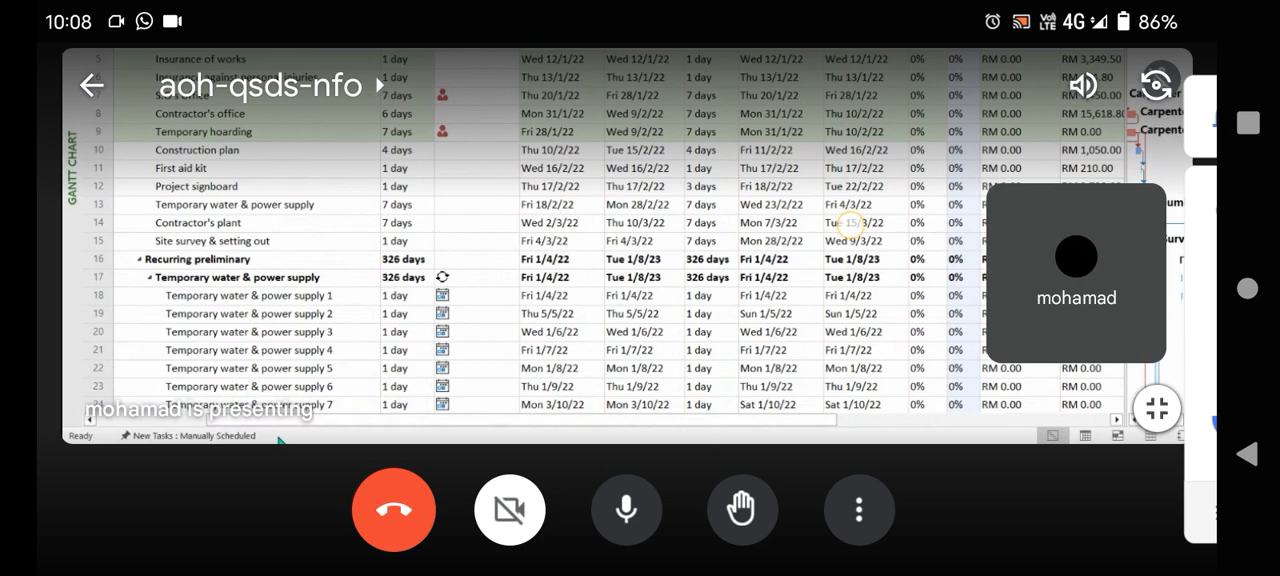 10:08 Vo) LTE 4G 86%
aoh-qsds-nfo
GANTT CHART
5 Insurance of works 1 day Wed 12/1/22 Wed 12/1/22 1 day Wed 12/1/22 Wed 12/1/22 0% 0% RM 0.00 RM 3,349.50
Insurance against personal injuries 1 day Thu 13/1/22 Thu 13/1/22 1 day Thu 13/1/22 Thu 13/1/22 0% 0% RM 0.00
7 days Thu 20/1/22 Fri 28/1/22 7 days Thu 20/1/22 Fri 28/1/22 0% 0% RM 0.00
8 Contractor's office 6 days Mon 31/1/22 Wed 9/2/22 7 days Mon 31/1/22 Thu 10/2/22 0% 0% RM 0.00 RM 15,618.80 Carpente
9 Temporary hoarding 7 days Fri 28/1/22 Wed 9/2/22 7 days Mon 31/1/22 Thu 10/2/22 0% 0% RM 0.00 RM 0.00 Carpente
10 Construction plan 4 days Thu 10/2/22 Tue 15/2/22 4 days Fri 11/2/22 Wed 16/2/22 0% 0% RM 0.00 RM 1,050.00
11 First aid kit 1 day Wed 16/2/22 Wed 16/2/22 1 day Thu 17/2/22 Thu 17/2/22 0% 0% RM 0.00 RM 210.00
12 Project signboard 1 day Thu 17/2/22 Thu 17/2/22 3 days Fri 18/2/22 Tue 22/2/22 0% 0%
13 Temporary water & power supply 7 days Fri 18/2/22 Mon 28/2/22 7 days Wed 23/2/22 Fri 4/3/22 0% 0%
14 Contractor's plant 7 days Wed 2/3/22 Thu 10/3/22 7 days Mon 7/3/22 Tue 15/3/22 0% 0%
15 Site survey & setting out 1 day Fri 4/3/22 Fri 4/3/22 7 days Mon 28/2/22 Wed 9/3/22 0% 0%
16 Recurring preliminary 326 days Fri 1/4/22 Tue 1/8/23 326 days Fri 1/4/22 Tue 1/8/23 0% 0%
17 Temporary water & power supply 326 days Fri 1/4/22 Tue 1/8/23 326 days Fri 1/4/22 Tue 1/8/23 0% 0%
18 Temporary water & power supply 1 1 day Fri 1/4/22 Fri 1/4/22 1 day Fri 1/4/22 Fri 1/4/22 0% 0%
19 Temporary water & power supply 2 1 day Thu 5/5/22 Thu 5/5/22 1 day Sun 1/5/22 Sun 1/5/22 0% 0%
20 Temporary water & power supply 3 1 day Wed 1/6/22 Wed 1/6/22 1 day Wed 1/6/22 Wed 1/6/22 0% 0%
21 Temporary water & power supply 4 1 day Fri 1/7/22 Fri 1/7/22 1 day Fri 1/7/22 Fri 1/7/22 0% 0%
22 Temporary water & power supply 5 1 day Mon 1/8/22 Mon 1/8/22 1 day Mon 1/8/22 Mon 1/8/22 0% 0% RM 0.00 RM 0.00
23 Temporary water & power supply 6 1 day Thu 1/9/22 Thu 1/9/22 1 day Thu 1/9/22 Thu 1/9/22 0% 0% RM 0.00 RM 0.00
Temporary water & power supply 7 1 day Mon 3/10/22 Mon 3/10/22 1 day Sat 1/10/22 Sat 1/10/22 0% 0% RM 0.00 RM 0.00
mohamad
mohamad is presenting
Ready New Tasks : Manually Scheduled